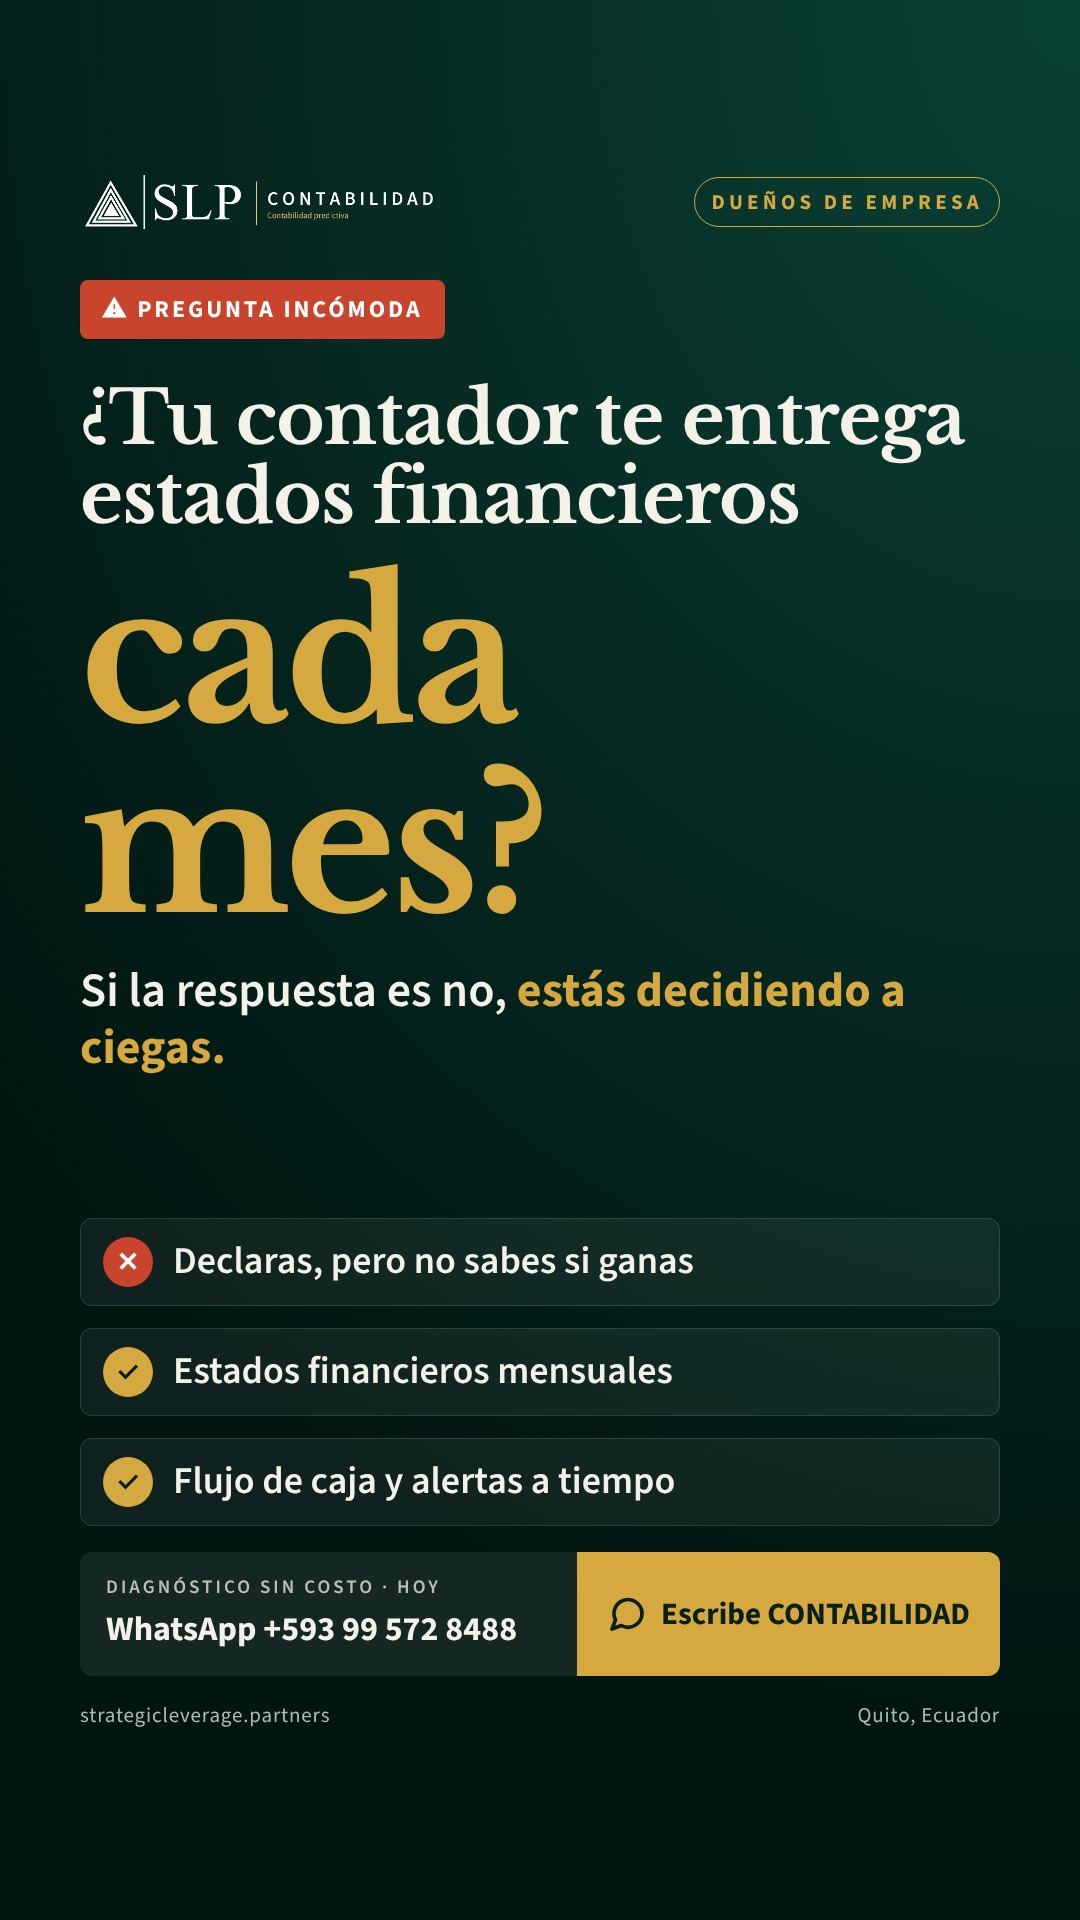 SLP
CONTABILIDAD
Contabilidad predictiva
DUEÑOS DE EMPRESA
PREGUNTA INCÓMODA
¿Tu contador te entrega
estados financieros
cada
mes?
Si la respuesta es no, estás decidiendo a
ciegas.
Declaras, pero no sabes si ganas
Estados financieros mensuales
Flujo de caja y alertas a tiempo
DIAGNÓSTICO SIN COSTO · HOY
WhatsApp +593 99 572 8488
Escribe CONTABILIDAD
strategicleverage.partners
Quito, Ecuador